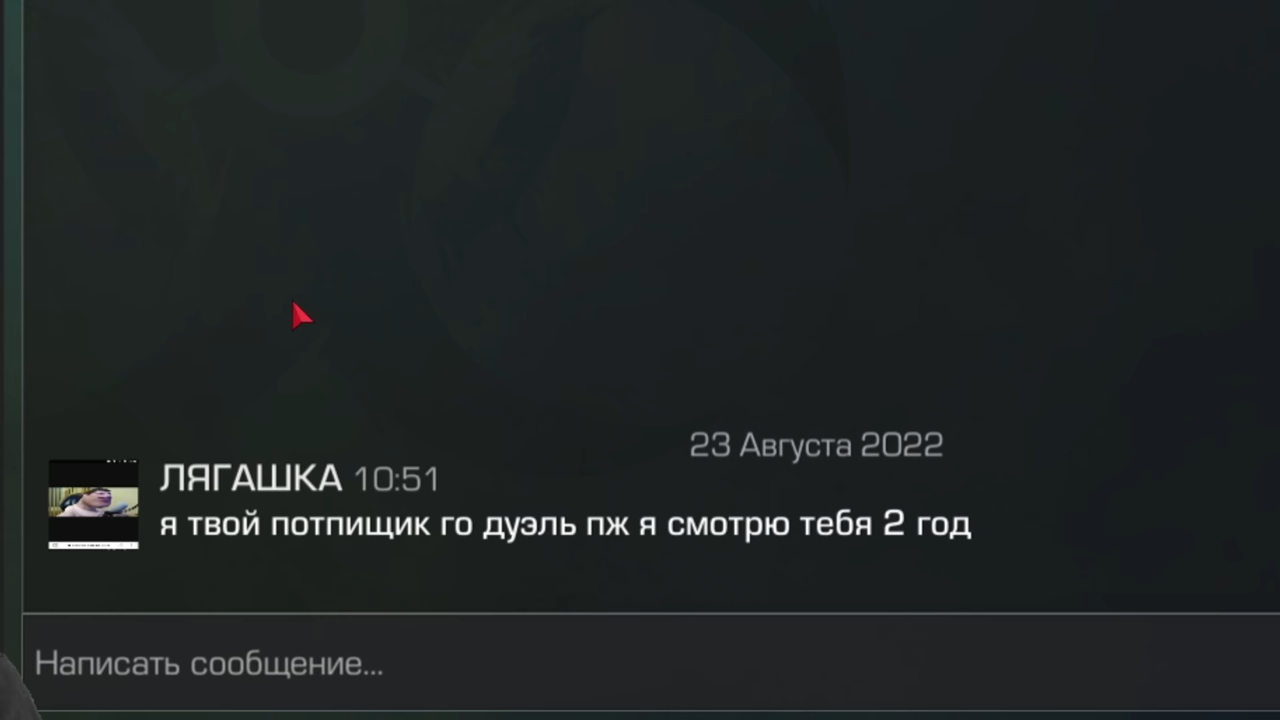 23 Августа 2022
ЛЯГАШКА 10:51
я твой потпищик го дуэль пж я смотрю тебя 2 год
Написать сообщение...